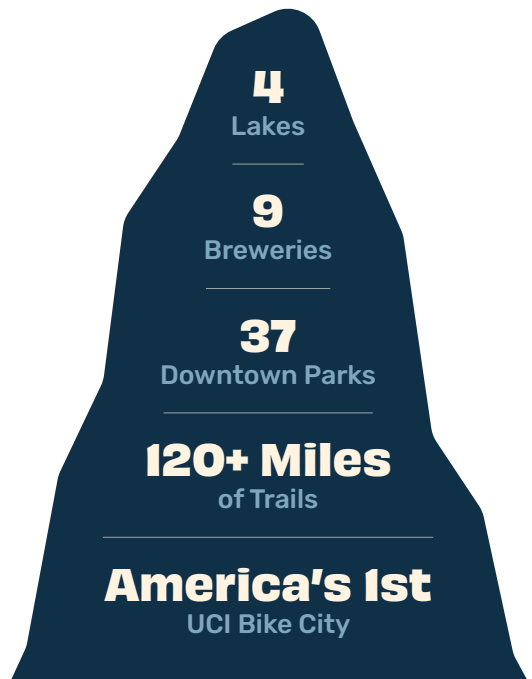 4
Lakes
9
Breweries
37
Downtown Parks
120+ Miles
of Trails
America's 1st
UCI Bike City